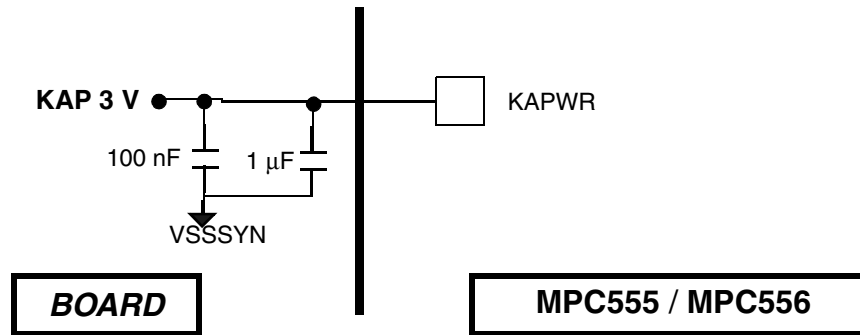 KAP 3 V
KAPWR
100 nF
1 μF
VSSSYN
BOARD
MPC555 / MPC556